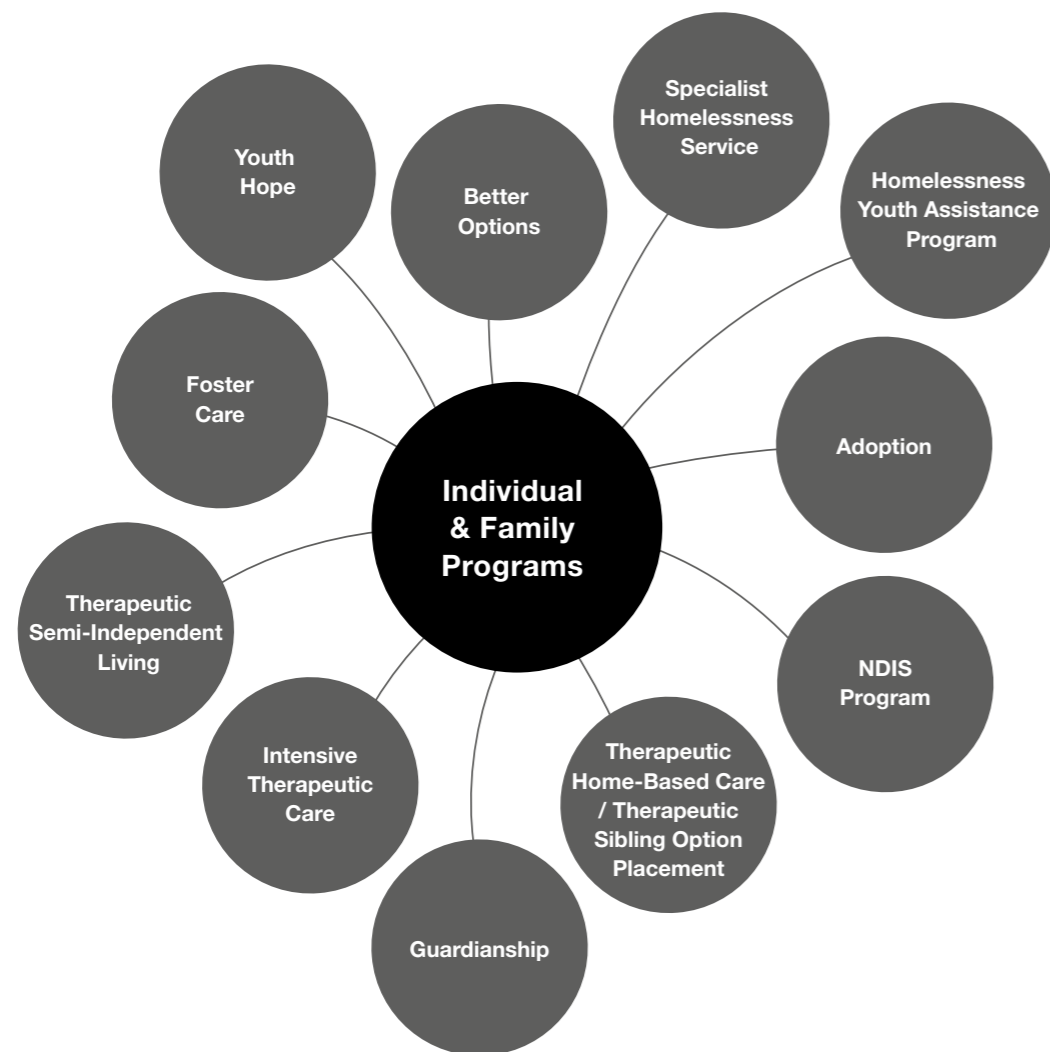 Specialist
Homelessness
Service
Youth
Hope
Better
Options
Homelessness
Youth Assistance
Program
Foster
Care
Adoption
Individual
& Family
Programs
Therapeutic
Semi-Independent
Living
NDIS
Program
Intensive
Therapeutic
Care
Therapeutic
Home-Based Care
/ Therapeutic
Sibling Option
Placement
Guardianship